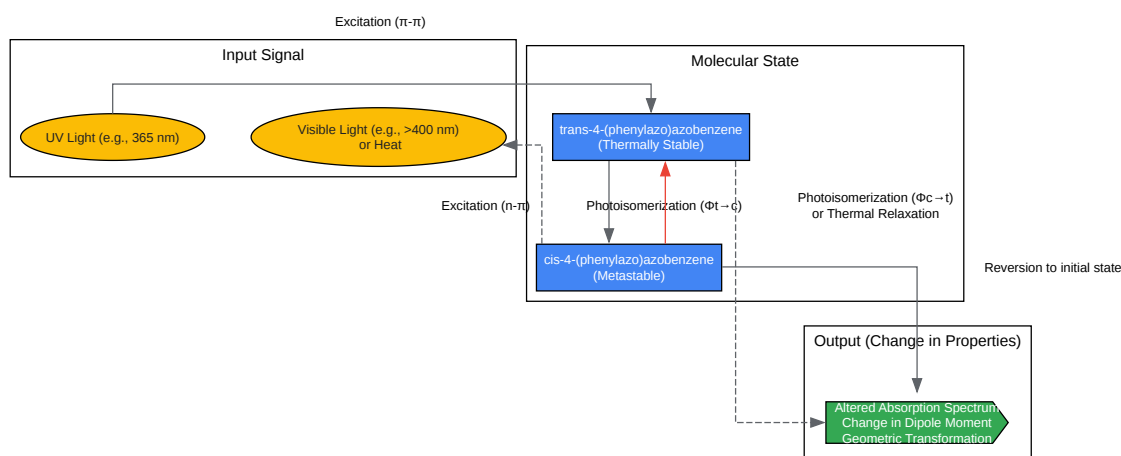 Excitation (π-π)
Input Signal
Molecular State
UV Light (e.g., 365 nm)
Visible Light (e.g., >400 nm)
or Heat
trans-4-(phenylazo)azobenzene
(Thermally Stable)
Excitation (n-π)
Photoisomerization (Φt→c)
Photoisomerization (Φc→t)
or Thermal Relaxation
cis-4-(phenylazo)azobenzene
(Metastable)
Reversion to initial state
Output (Change in Properties)
Altered Absorption Spectrum
Change in Dipole Moment
Geometric Transformation